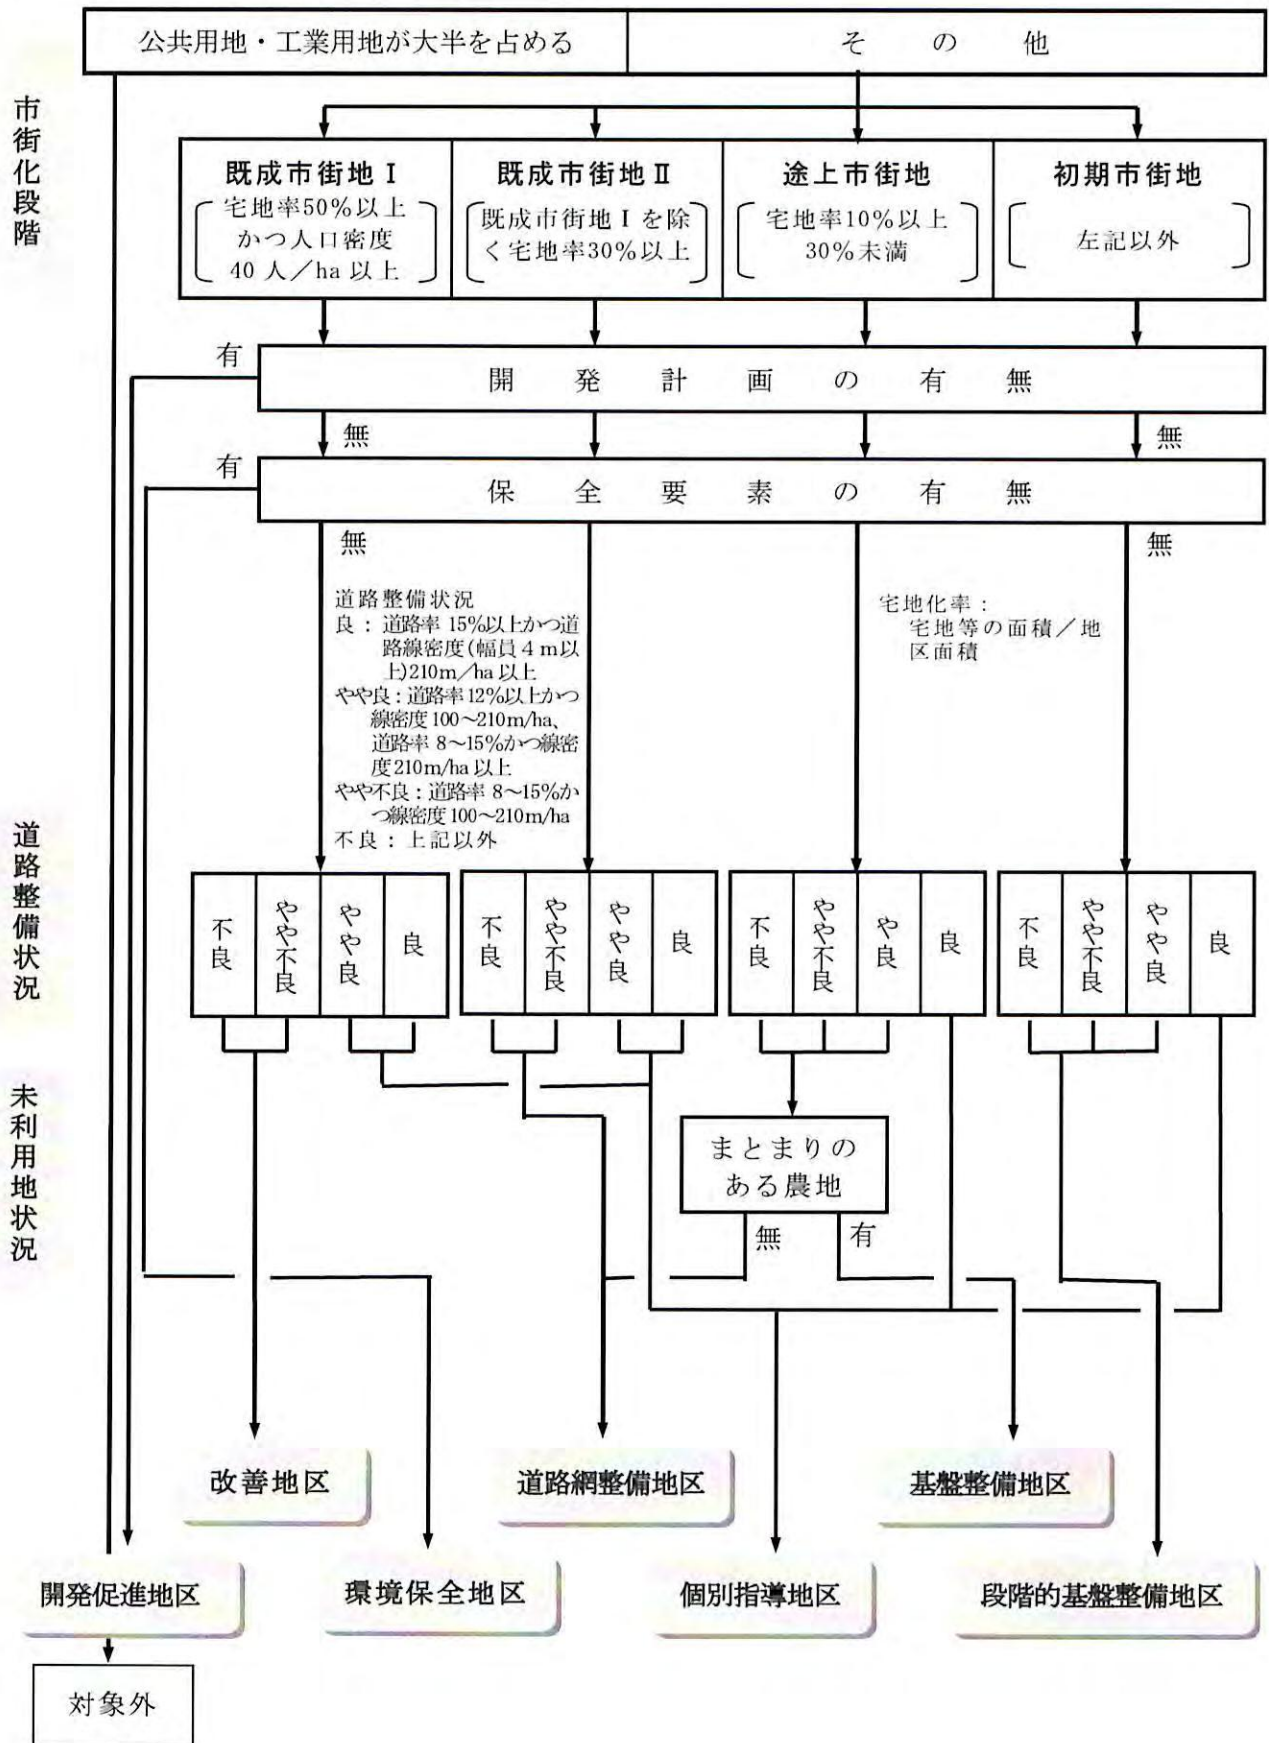 公共用地・工業用地が大半を占める
その他
市街化段階
既成市街地Ⅰ
宅地率50%以上
かつ人口密度
40人／ha以上
既成市街地Ⅱ
既成市街地Ⅰを除
く宅地率30%以上
途上市街地
宅地率10%以上
30%未満
初期市街地
左記以外
有
開発計画の有無
無
無
有
保全要素の有無
無
無
道路整備状況
良：道路率15%以上かつ道
路線密度(幅員4m以
上)210m／ha以上
やや良：道路率12%以上かつ
線密度100～210m/ha、
道路率8～15%かつ線密
度210m/ha以上
やや不良：道路率8～15%か
つ線密度100～210m/ha
不良：上記以外
宅地化率：
宅地等の面積／地
区面積
道路整備状況
不良
やや不良
やや良
良
不良
やや不良
やや良
良
不良
やや不良
や良
良
不良
やや不良
やや良
良
未利用地状況
まとまりの
ある農地
無
有
改善地区
道路網整備地区
基盤整備地区
開発促進地区
環境保全地区
個別指導地区
段階的基盤整備地区
対象外